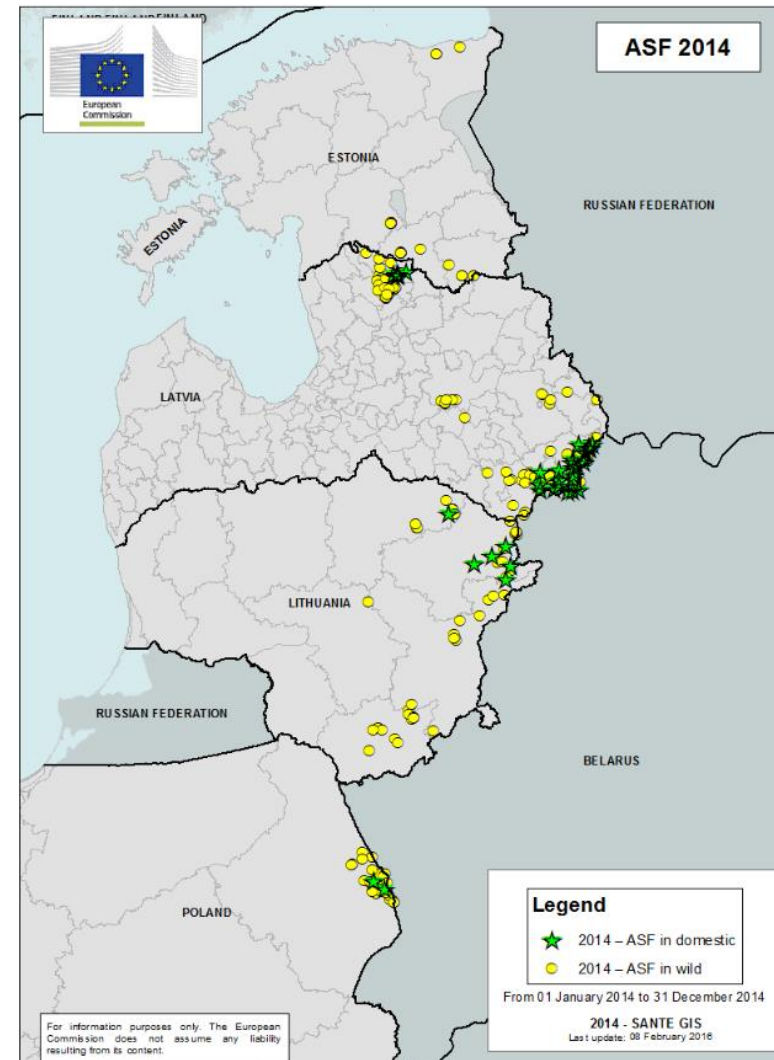 FINLAND
ASF 2014
European
Commission
ESTONIA
RUSSIAN FEDERATION
ESTONIA
LATVIA
LITHUANIA
RUSSIAN FEDERATION
BELARUS
POLAND
Legend
2014 – ASF in domestic
2014 – ASF in wild
From 01 January 2014 to 31 December 2014
2014 - SANTE GIS
Last update: 08 February 2016
For information purposes only. The European
Commission does not assume any liability
resulting from its content.